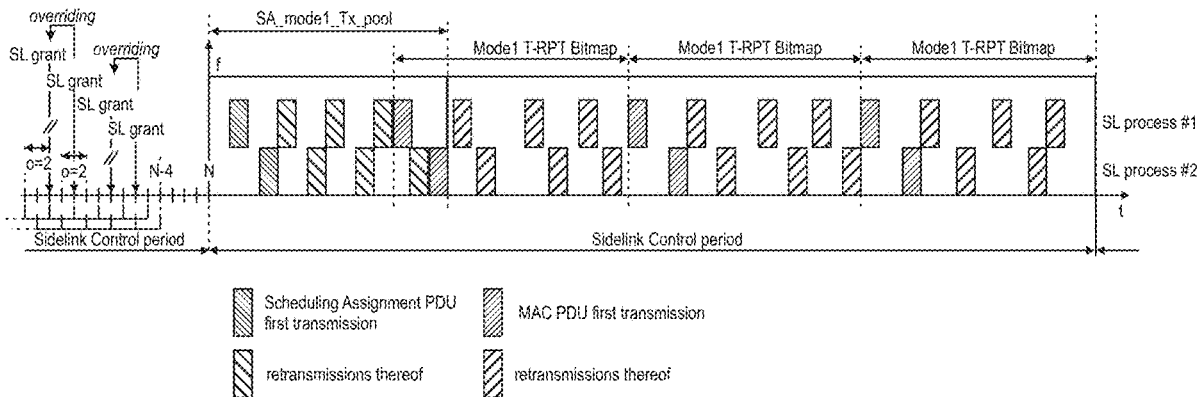 overriding
overriding
SL grant
SL grant
SL grant
SL grant
o=2
o=2
N-4
N
f
t
SA_mode1_Tx_pool
Mode1 T-RPT Bitmap
Mode1 T-RPT Bitmap
Mode1 T-RPT Bitmap
SL process #1
SL process #2
Sidelink Control period
Sidelink Control period
Scheduling Assignment PDU
first transmission
MAC PDU first transmission
retransmissions thereof
retransmissions thereof